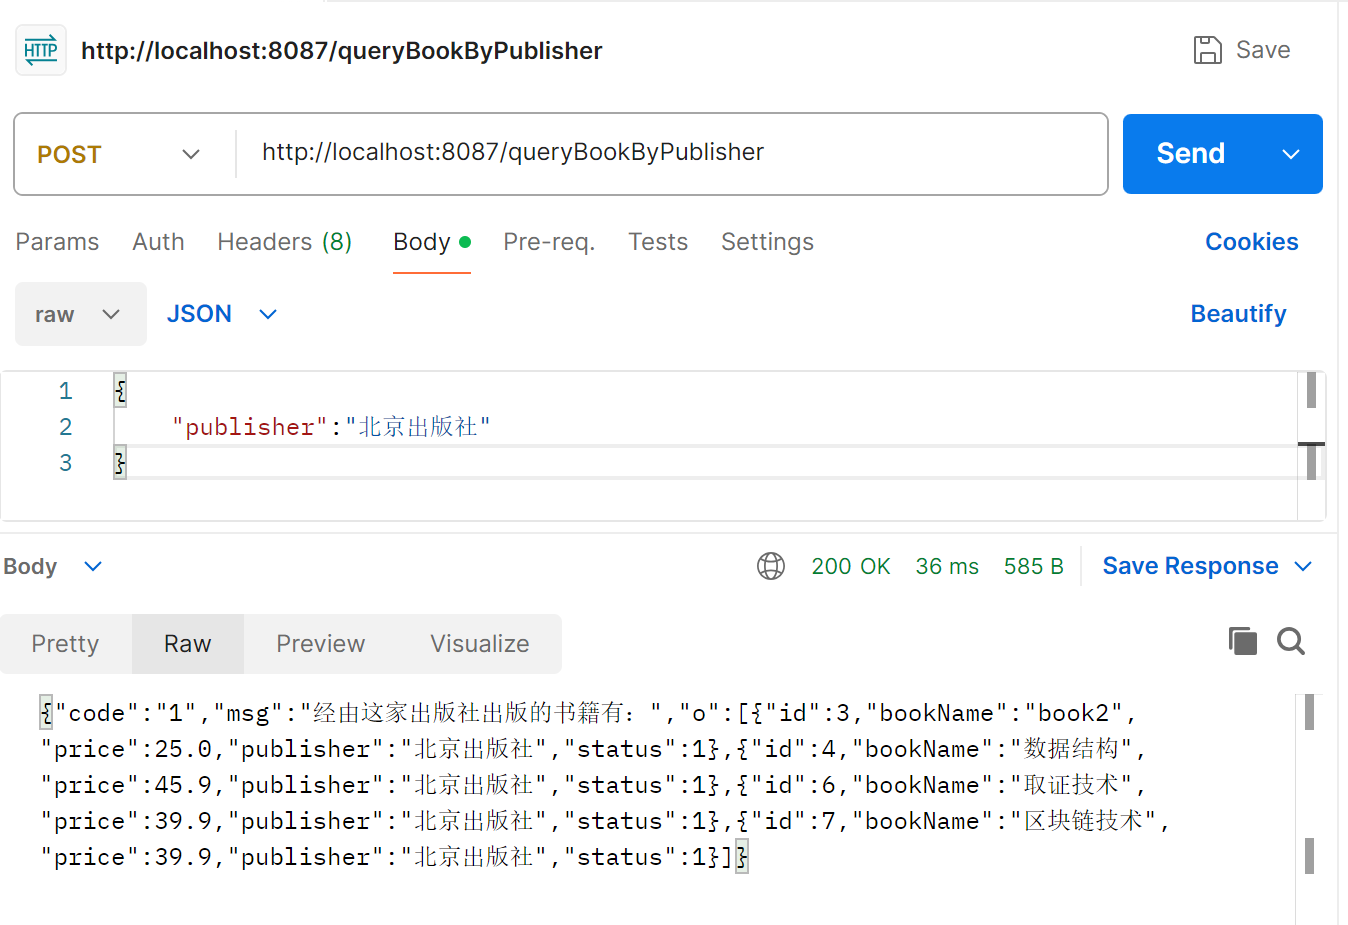 HTTP http://localhost:8087/queryBookByPublisher Save
POST http://localhost:8087/queryBookByPublisher Send
Params Auth Headers (8) Body Pre-req. Tests Settings Cookies
raw JSON Beautify
1 {
2 "publisher":"北京出版社"
3 }
Body 200 OK 36 ms 585 B Save Response
Pretty Raw Preview Visualize
{"code":"1","msg":"经由这家出版社出版的书籍有：","o":[{"id":3,"bookName":"book2",
"price":25.0,"publisher":"北京出版社","status":1},{"id":4,"bookName":"数据结构",
"price":45.9,"publisher":"北京出版社","status":1},{"id":6,"bookName":"取证技术",
"price":39.9,"publisher":"北京出版社","status":1},{"id":7,"bookName":"区块链技术",
"price":39.9,"publisher":"北京出版社","status":1}]}